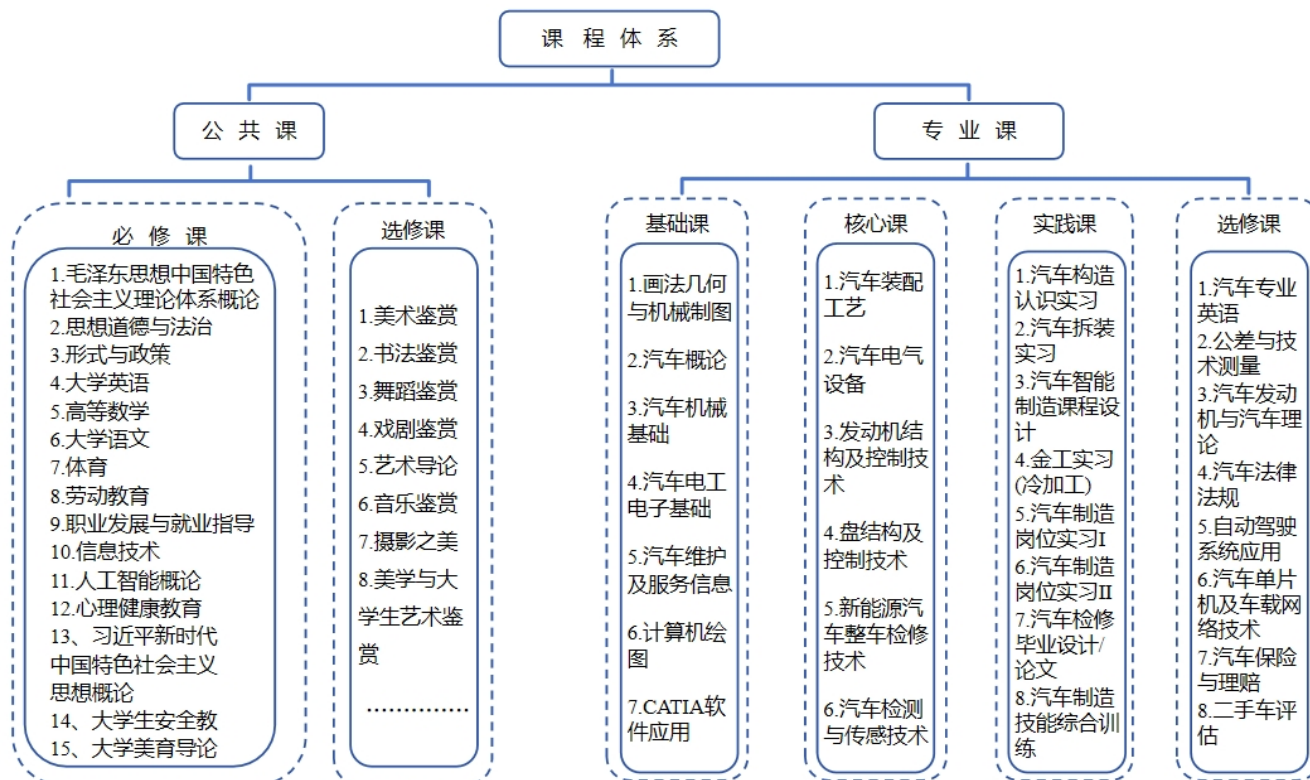 课 程 体 系
公 共 课
专 业 课
必 修 课
1.毛泽东思想中国特色
社会主义理论体系概论
2.思想道德与法治
3.形式与政策
4.大学英语
5.高等数学
6.大学语文
7.体育
8.劳动教育
9.职业发展与就业指导
10.信息技术
11.人工智能概论
12.心理健康教育
13、习近平新时代
中国特色社会主义
思想概论
14、大学生安全教
15、大学美育导论
选修课
1.美术鉴赏
2.书法鉴赏
3.舞蹈鉴赏
4.戏剧鉴赏
5.艺术导论
6.音乐鉴赏
7.摄影之美
8.美学与大
学生艺术鉴
赏
……………
基础课
1.画法几何
与机械制图
2.汽车概论
3.汽车机械
基础
4.汽车电工
电子基础
5.汽车维护
及服务信息
6.计算机绘
图
7.CATIA软
件应用
核心课
1.汽车装配
工艺
2.汽车电气
设备
3.发动机结
构及控制技
术
4.盘结构及
控制技术
5.新能源汽
车整车检修
技术
6.汽车检测
与传感技术
实践课
1.汽车构造
认识实习
2.汽车拆装
实习
3.汽车智能
制造课程设
计
4.金工实习
(冷加工)
5.汽车制造
岗位实习I
6.汽车制造
岗位实习II
7.汽车检修
毕业设计/
论文
8.汽车制造
技能综合训
练
选修课
1.汽车专业
英语
2.公差与技
术测量
3.汽车发动
机与汽车理
论
4.汽车法律
法规
5.自动驾驶
系统应用
6.汽车单片
机及车载网
络技术
7.汽车保险
与理赔
8.二手车评
估